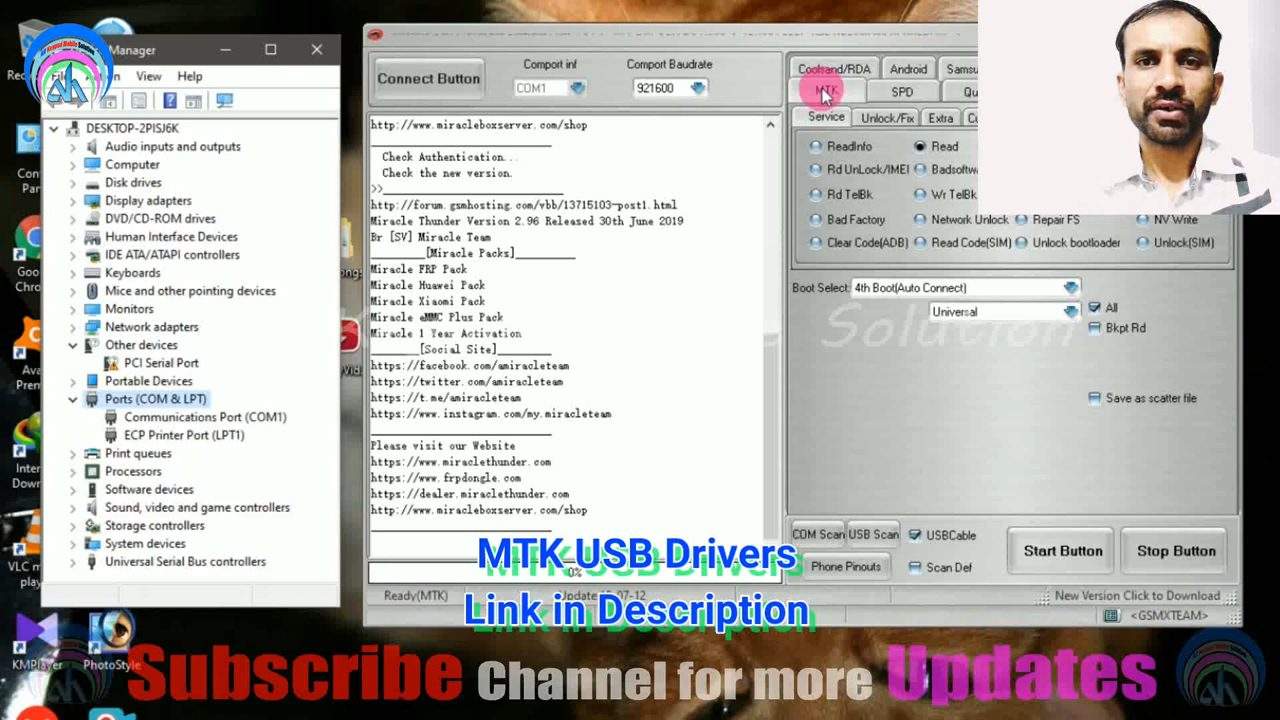 Manager
File Action View Help
DESKTOP-2PISJ6K
Audio inputs and outputs
Computer
Disk drives
Display adapters
DVD/CD-ROM drives
Human Interface Devices
IDE ATA/ATAPI controllers
Keyboards
Mice and other pointing devices
Monitors
Network adapters
Other devices
PCI Serial Port
Portable Devices
Ports (COM & LPT)
Communications Port (COM1)
ECP Printer Port (LPT1)
Print queues
Processors
Software devices
Sound, video and game controllers
Storage controllers
System devices
Universal Serial Bus controllers
KMPlayer PhotoStyle
VLC m
play
Connect Button
Comport inf
COM1
Comport Baudrate
921600
http://www.miracleboxserver.com/shop
Check Authentication...
Check the new version.
>>
http://forum.gsmhosting.com/vbb/13715103-post1.html
Miracle Thunder Version 2.96 Released 30th June 2019
Br [SV] Miracle Team
[Miracle Packs]
Miracle FRP Pack
Miracle Huawei Pack
Miracle Xiaomi Pack
Miracle eMMC Plus Pack
Miracle 1 Year Activation
[Social Site]
https://facebook.com/amiracleteam
https://twitter.com/amiracleteam
https://t.me/amiracleteam
https://www.instagram.com/my.miracleteam
Please visit our Website
https://www.miraclethunder.com
https://www.frpdongle.com
https://dealer.miraclethunder.com
http://www.miracleboxserver.com/shop
0%
Ready(MTK)
07-12
Coolsand/RDA Android Samsu
MTK SPD Qu
Service Unlock/Fix Extra Cu
ReadInfo Read
Rd UnLock/IMEI Badsoftwa
Rd TelBk Wr TelBk
Bad Factory Network Unlock Repair FS NV Write
Clear Code(ADB) Read Code(SIM) Unlock bootloader Unlock(SIM)
Boot Select: 4th Boot(Auto Connect)
Universal All
Bkpt Rd
Solution
Save as scatter file
COM Scan USB Scan USBCable
Phone Pinouts Scan Def
Start Button Stop Button
New Version Click to Download
<GSMXTEAM>
MTK USB Drivers
Link in Description
Subscribe Channel for more Updates